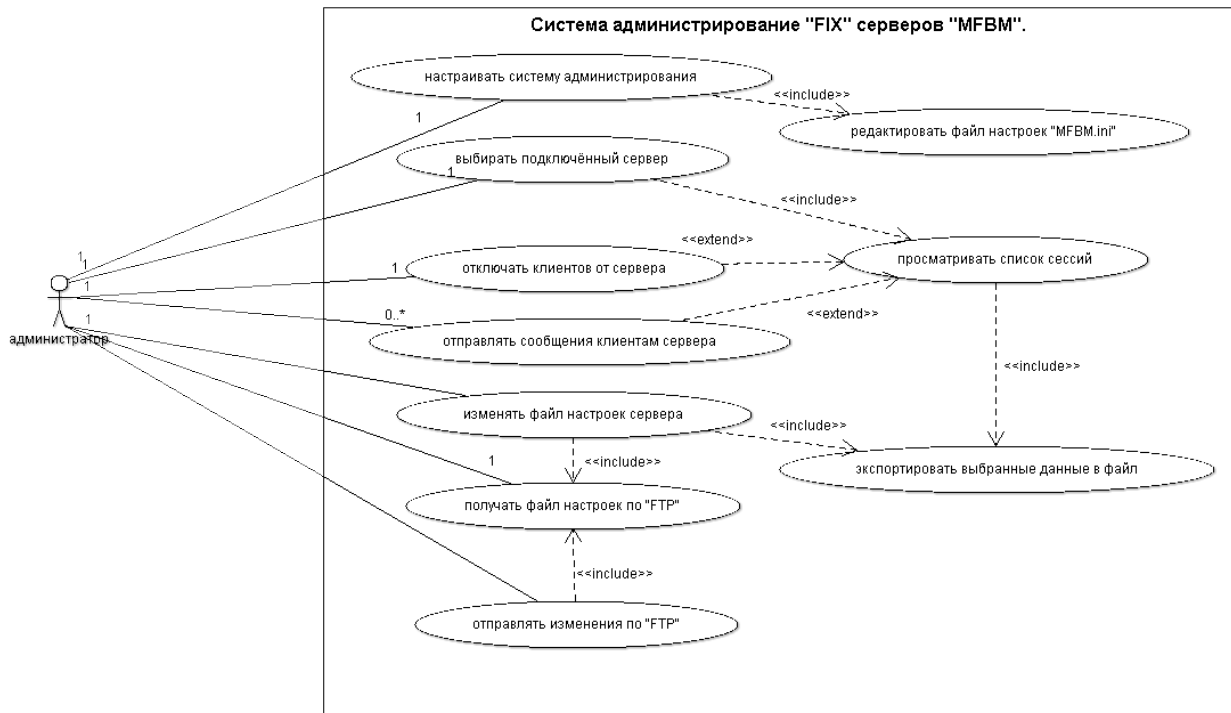 Система администрирование "FIX" серверов "MFBM".
настраивать систему администрирования
<<include>>
1
редактировать файл настроек "MFBM.ini"
выбирать подключённый сервер
1
<<include>>
<<extend>>
1
1
1
отключать клиентов от сервера
просматривать список сессий
1
0..*
<<extend>>
1
администратор
отправлять сообщения клиентам сервера
<<include>>
изменять файл настроек сервера
<<include>>
<<include>>
1
экспортировать выбранные данные в файл
получать файл настроек по "FTP"
<<include>>
отправлять изменения по "FTP"